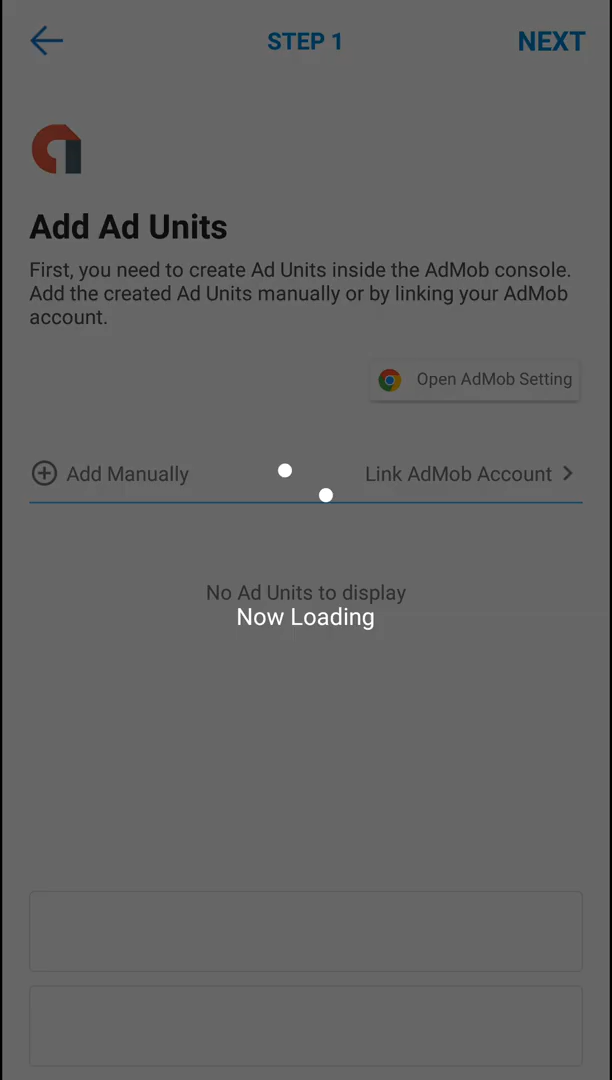 STEP 1
NEXT
Add Ad Units
First, you need to create Ad Units inside the AdMob console.
Add the created Ad Units manually or by linking your AdMob
account.
Open AdMob Setting
Add Manually
Link AdMob Account
No Ad Units to display
Now Loading